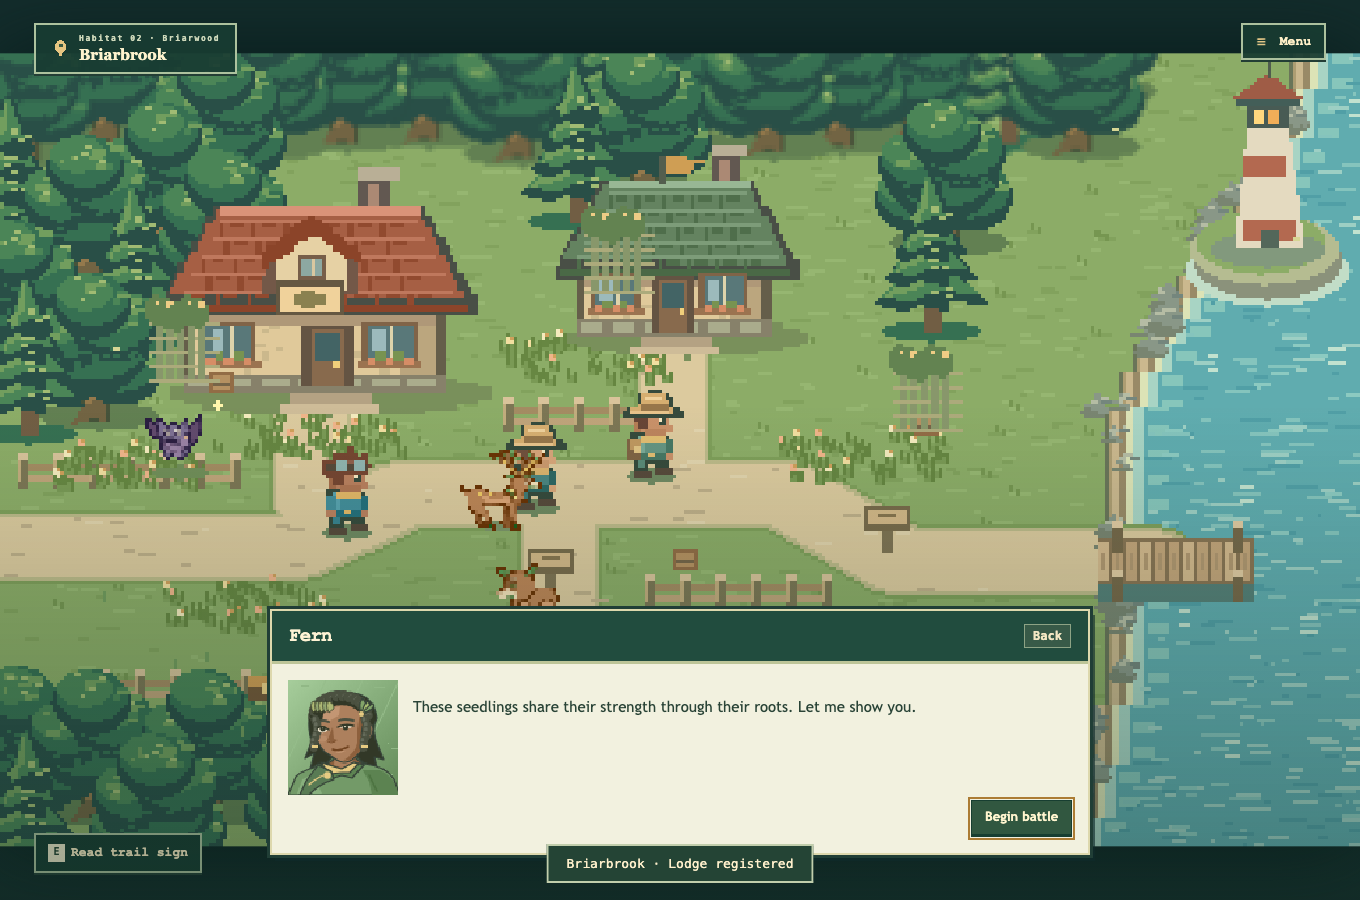 Habitat 02 · Briarwood
Briarbrook
≡ Menu
Fern
Back
These seedlings share their strength through their roots. Let me show you.
Begin battle
E Read trail sign
Briarbrook · Lodge registered